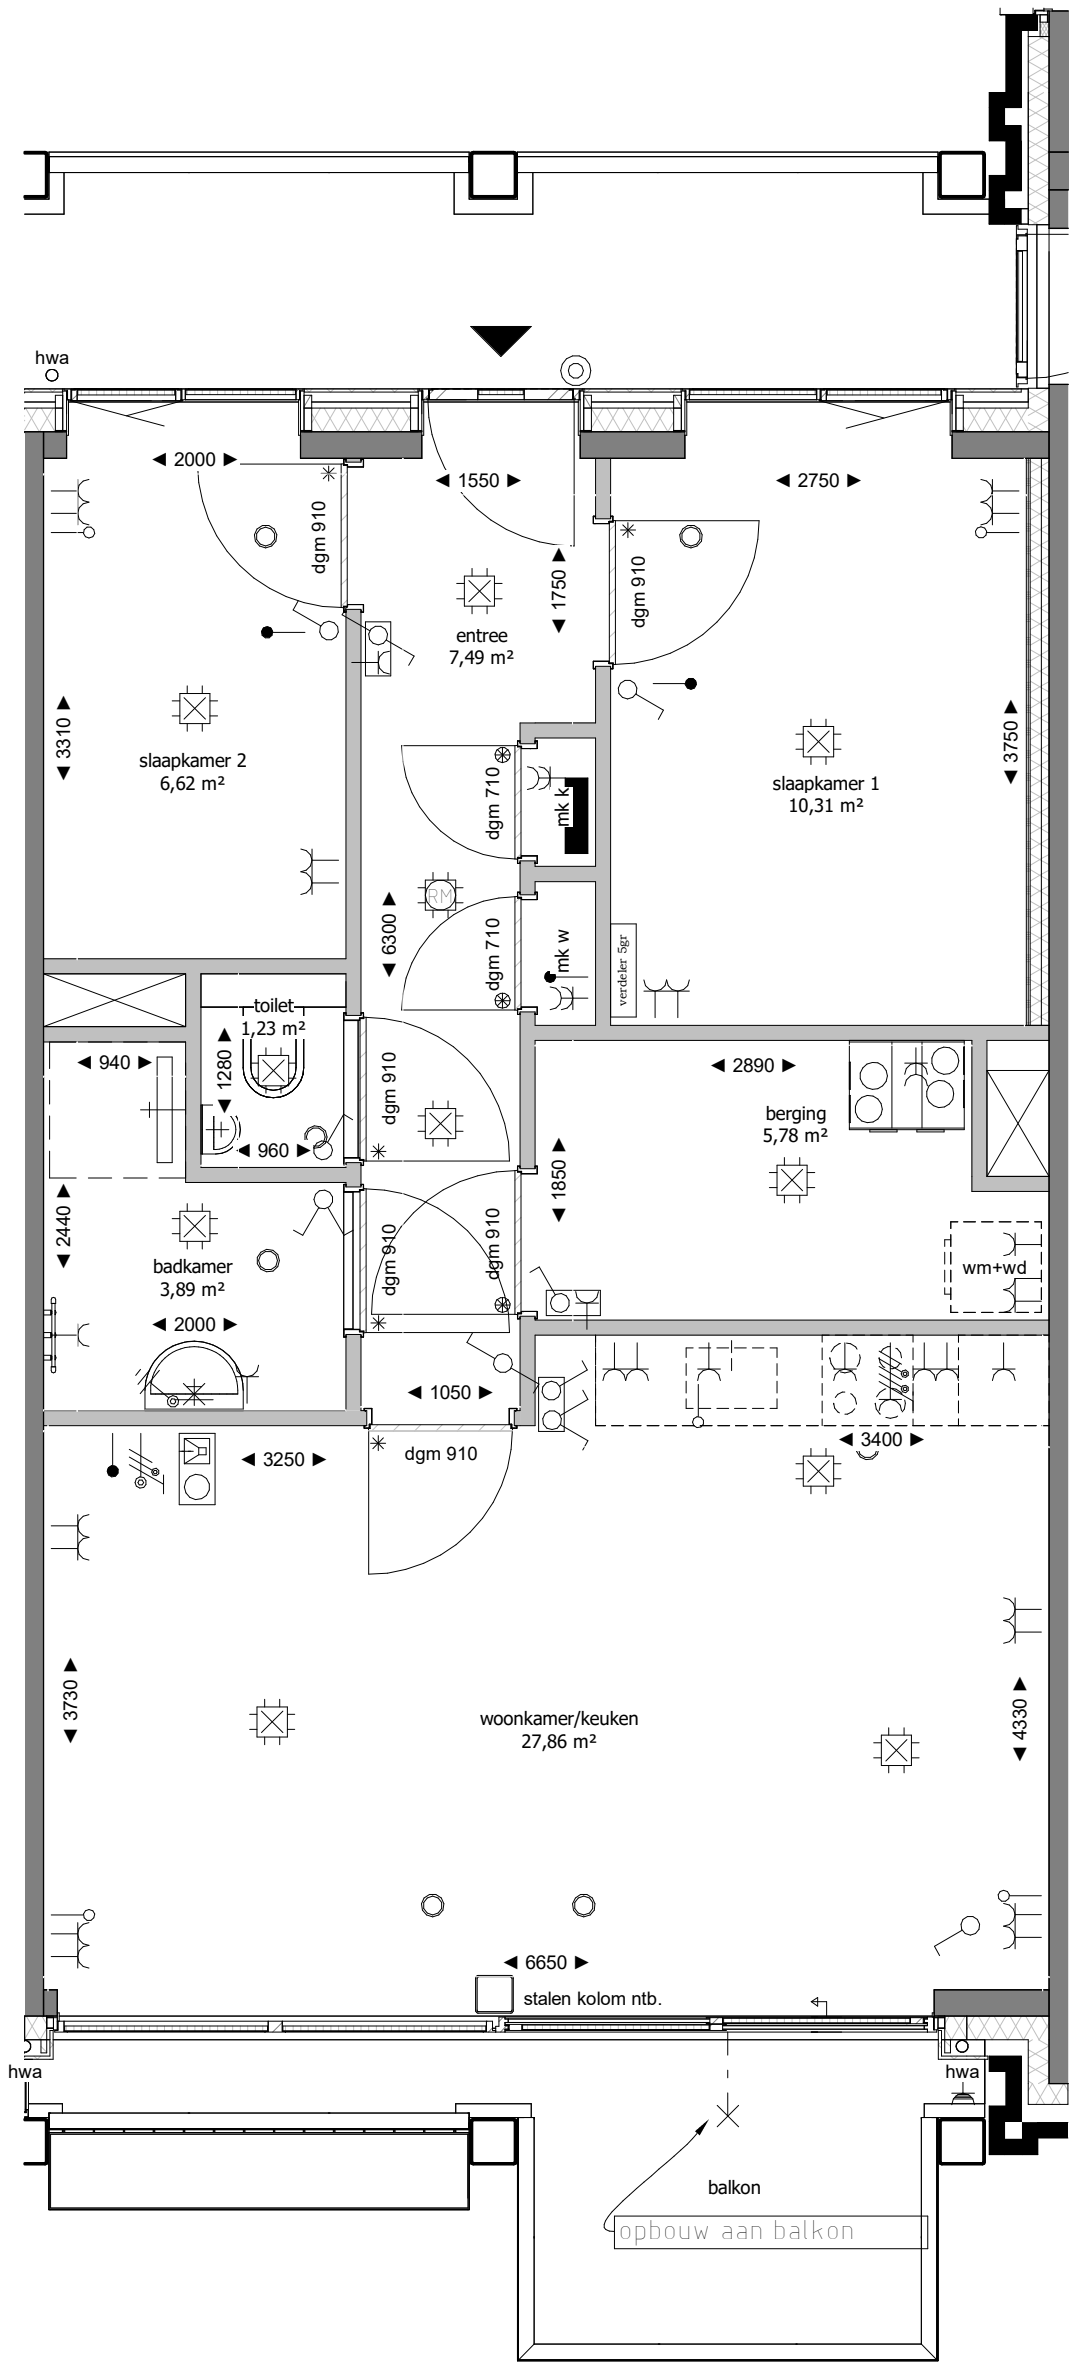 hwa
◄ 2000 ►
◄ 1550 ►
◄ 2750 ►
dgm 910
◄ 1750 ►
dgm 910
entree
7,49 m²
◄ 3310 ►
slaapkamer 2
6,62 m²
◄ 3750 ►
slaapkamer 1
10,31 m²
dgm 710
mk k
RM
◄ 6300 ►
dgm 710
mk w
verdeler 5gr
toilet
1,23 m²
◄ 940 ►
◄ 1280 ►
dgm 910
◄ 2890 ►
berging
5,78 m²
◄ 960 ►
◄ 1850 ►
◄ 2440 ►
badkamer
3,89 m²
dgm 910
dgm 910
wm+wd
◄ 2000 ►
◄ 1050 ►
◄ 3400 ►
◄ 3250 ►
dgm 910
◄ 3730 ►
woonkamer/keuken
27,86 m²
◄ 4330 ►
◄ 6650 ►
stalen kolom ntb.
hwa
hwa
balkon
opbouw aan balkon